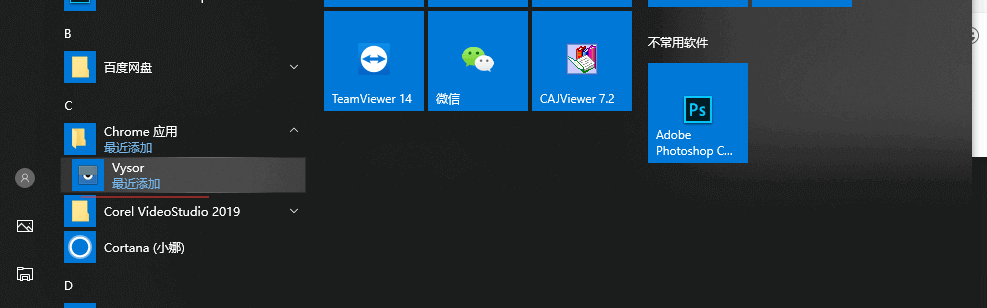 B
百度网盘
C
Chrome 应用
最近添加
Vysor
最近添加
Corel VideoStudio 2019
Cortana (小娜)
D
TeamViewer 14
微信
CAJViewer 7.2
不常用软件
Ps
Adobe
Photoshop C...